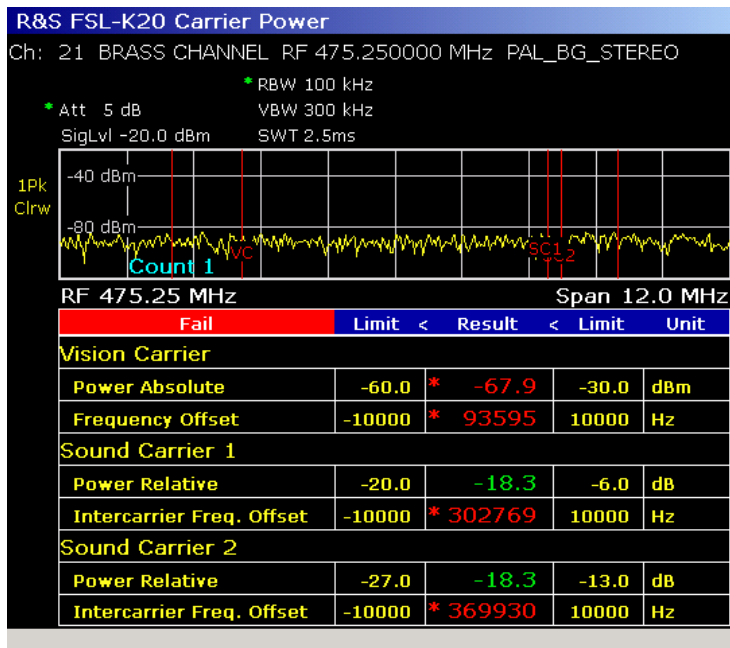 R&S FSL-K20 Carrier Power
Ch: 21 BRASS CHANNEL RF 475.250000 MHz PAL_BG_STEREO
* RBW 100 kHz
* Att 5 dB VBW 300 kHz
SigLvl -20.0 dBm SWT 2.5ms
-40 dBm
1Pk
Clrw
-80 dBm
VC SC1
Count 1
RF 475.25 MHz Span 12.0 MHz
Fail Limit < Result < Limit Unit
Vision Carrier
Power Absolute -60.0 * -67.9 -30.0 dBm
Frequency Offset -10000 * 93595 10000 Hz
Sound Carrier 1
Power Relative -20.0 -18.3 -6.0 dB
Intercarrier Freq. Offset -10000 * 302769 10000 Hz
Sound Carrier 2
Power Relative -27.0 -18.3 -13.0 dB
Intercarrier Freq. Offset -10000 * 369930 10000 Hz